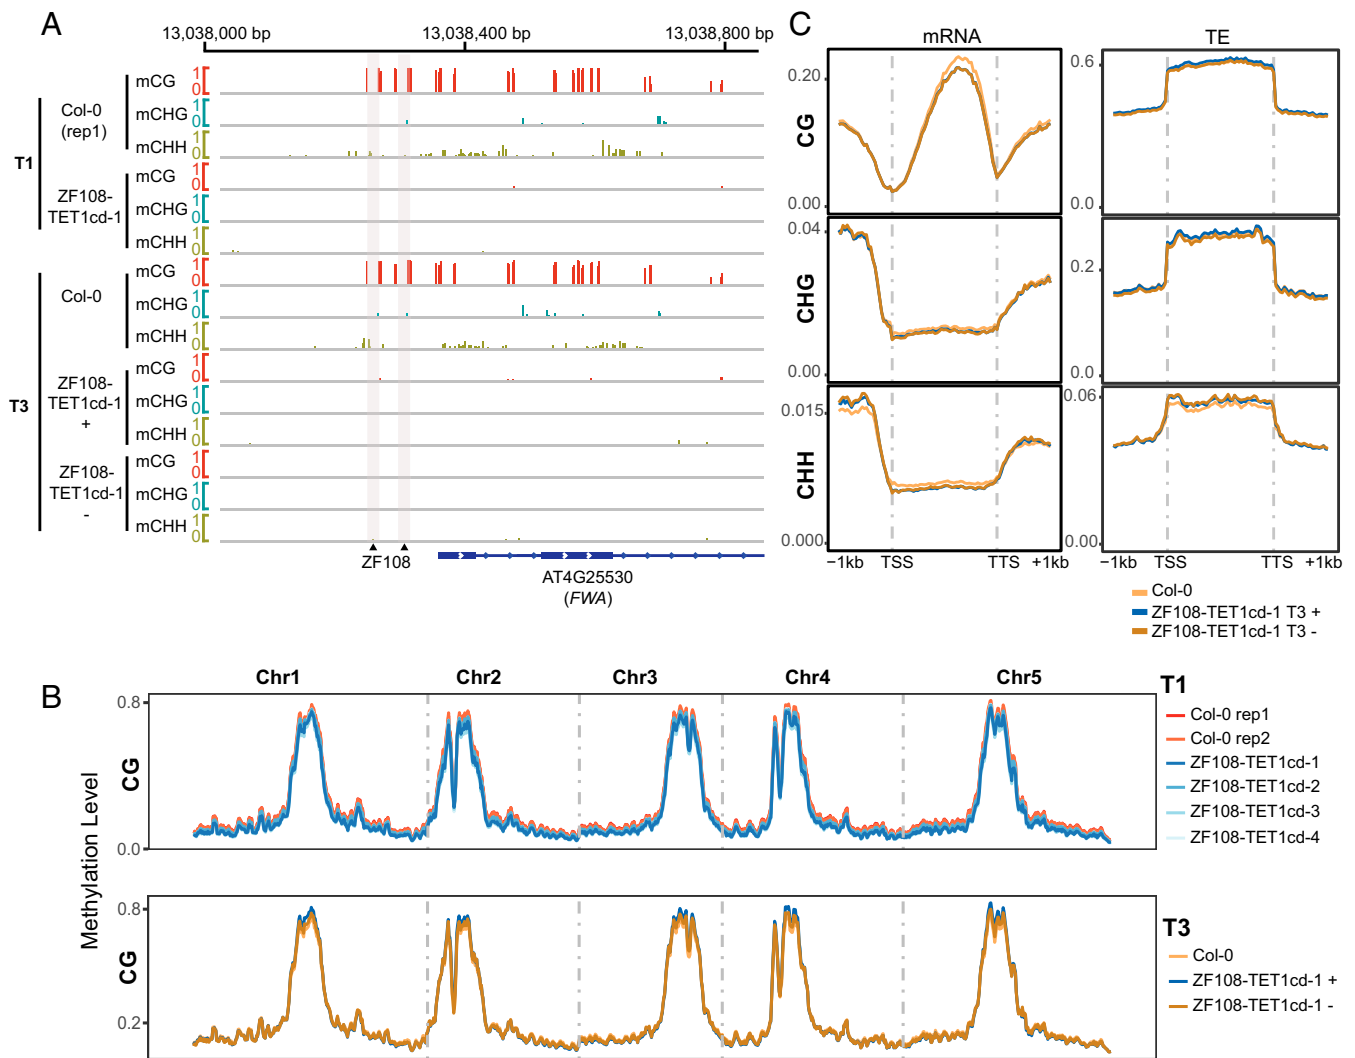 A
13,038,000 bp 13,038,400 bp 13,038,800 bp
T1
Col-0
(rep1)
mCG 1 0
mCHG 1 0
mCHH 1 0
ZF108-
TET1cd-1
mCG 1 0
mCHG 1 0
mCHH 1 0
T3
Col-0
mCG 1 0
mCHG 1 0
mCHH 1 0
ZF108-
TET1cd-1
+
mCG 1 0
mCHG 1 0
mCHH 1 0
ZF108-
TET1cd-1
-
mCG 1 0
mCHG 1 0
mCHH 1 0
ZF108
AT4G25530
(FWA)
C
mRNA TE
CG
0.20
0.00
0.6
0.0
CHG
0.04
0.00
0.2
0.0
CHH
0.015
0.000
0.06
0.00
−1kb TSS TTS +1kb −1kb TSS TTS +1kb
Col-0
ZF108-TET1cd-1 T3 +
ZF108-TET1cd-1 T3 -
B
Chr1 Chr2 Chr3 Chr4 Chr5
Methylation Level
CG
0.8
0.0
T1
Col-0 rep1
Col-0 rep2
ZF108-TET1cd-1
ZF108-TET1cd-2
ZF108-TET1cd-3
ZF108-TET1cd-4
CG
0.8
0.2
T3
Col-0
ZF108-TET1cd-1 +
ZF108-TET1cd-1 -